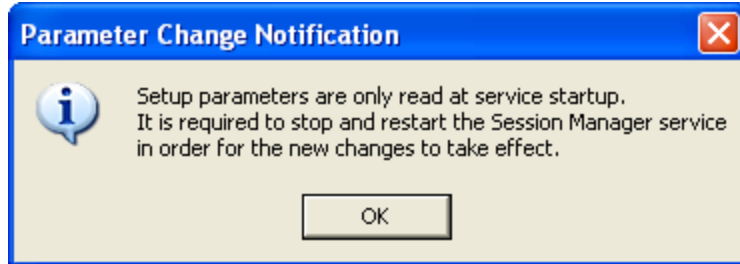 Parameter Change Notification
Setup parameters are only read at service startup.
It is required to stop and restart the Session Manager service
in order for the new changes to take effect.
OK